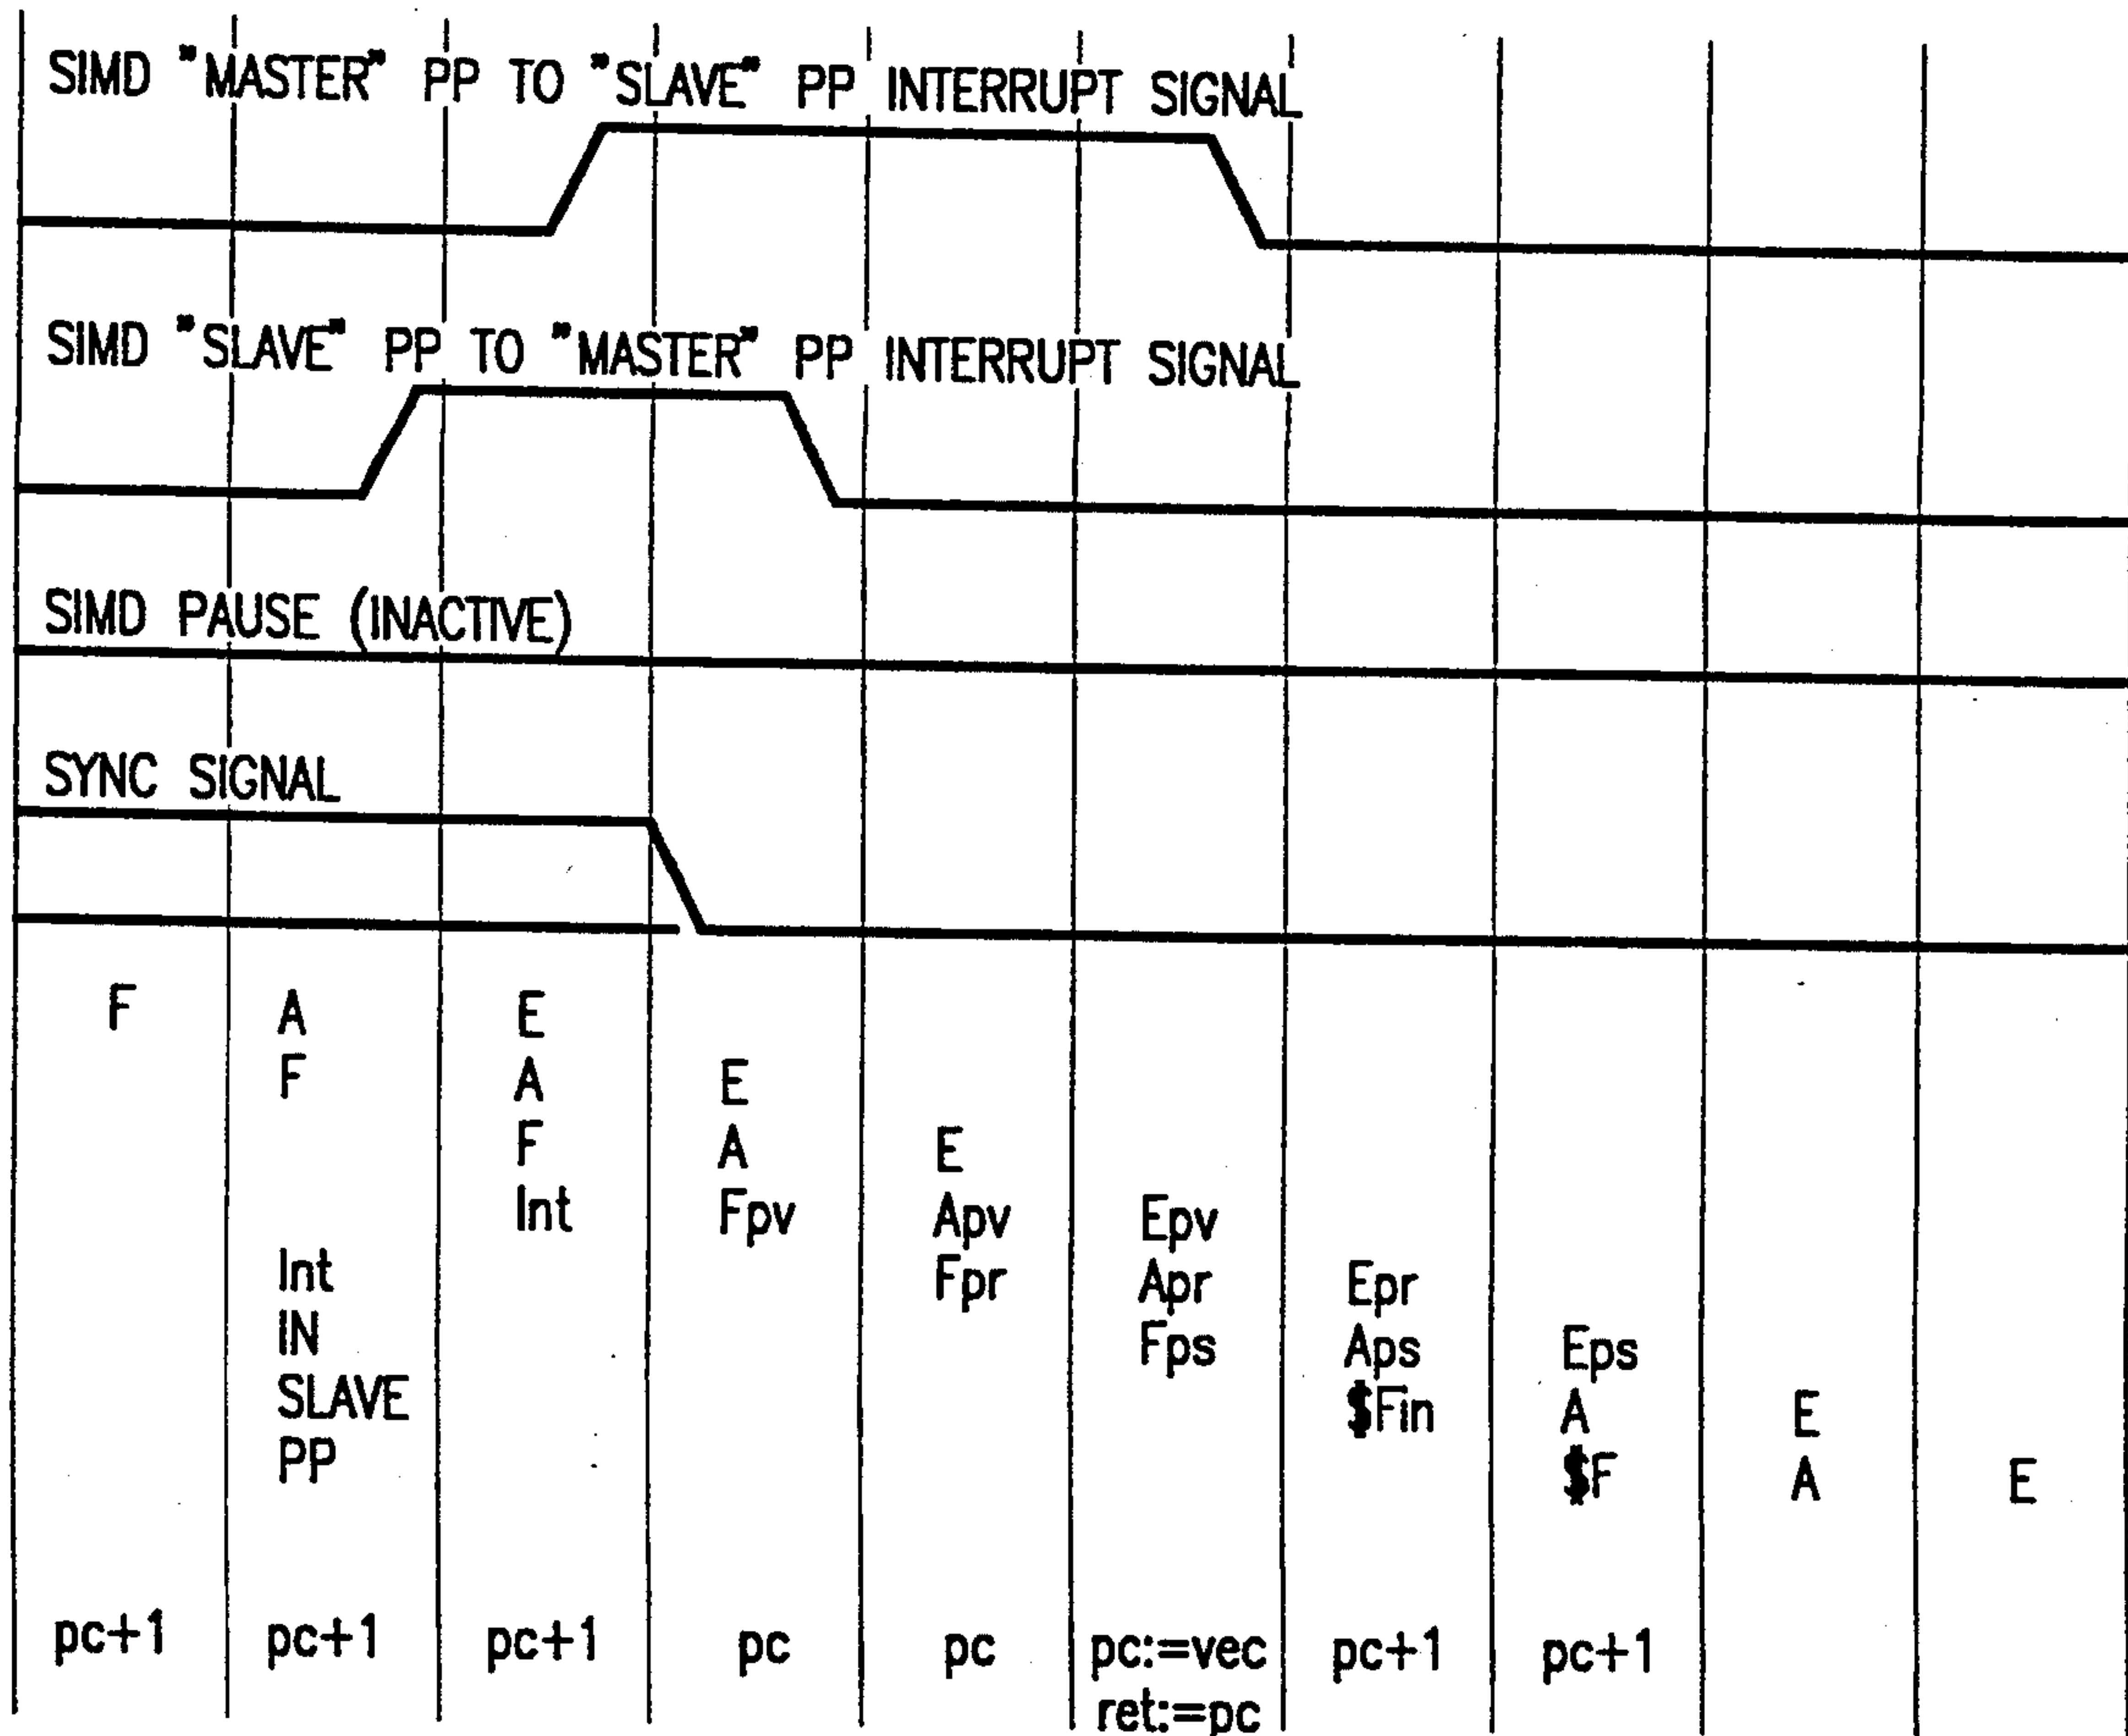 SIMD "MASTER" PP TO "SLAVE" PP INTERRUPT SIGNAL
SIMD "SLAVE" PP TO "MASTER" PP INTERRUPT SIGNAL
SIMD PAUSE (INACTIVE)
SYNC SIGNAL
F A E
F A E
F A E
Int Fpv Apv Epv
Int Fpr Apr Epr
IN Fps Aps Eps
SLAVE $Fin A E
PP $F A E
pc+1 pc+1 pc+1 pc pc pc:=vec pc+1 pc+1
ret:=pc